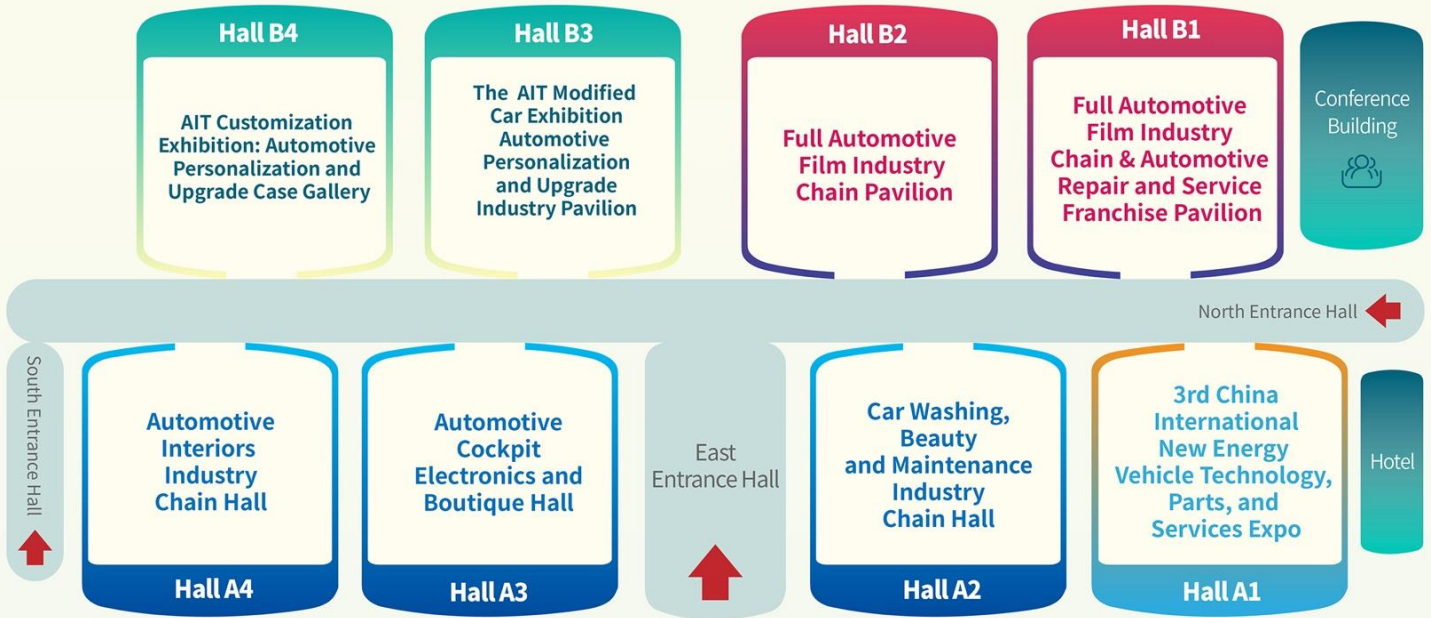 Hall B4
AIT Customization
Exhibition: Automotive
Personalization and
Upgrade Case Gallery
Hall B3
The AIT Modified
Car Exhibition
Automotive
Personalization
and Upgrade
Industry Pavilion
Hall B2
Full Automotive
Film Industry
Chain Pavilion
Hall B1
Full Automotive
Film Industry
Chain & Automotive
Repair and Service
Franchise Pavilion
Conference
Building
North Entrance Hall
South Entrance Hall
Automotive
Interiors
Industry
Chain Hall
Hall A4
Automotive
Cockpit
Electronics and
Boutique Hall
Hall A3
East
Entrance Hall
Car Washing,
Beauty
and Maintenance
Industry
Chain Hall
Hall A2
3rd China
International
New Energy
Vehicle Technology,
Parts, and
Services Expo
Hall A1
Hotel